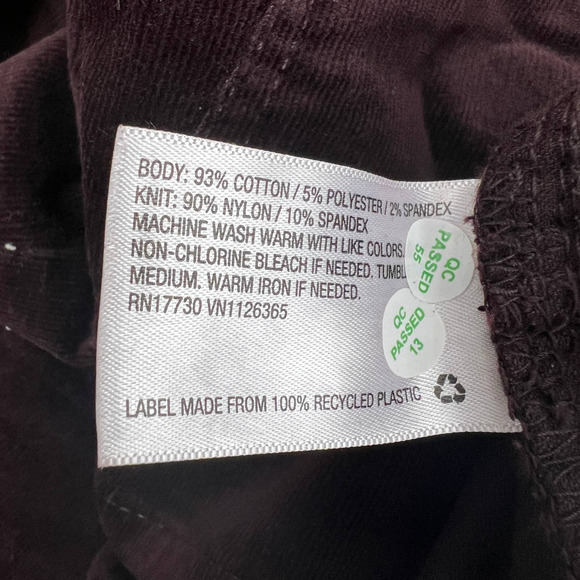 BODY: 93% COTTON / 5% POLYESTER / 2% SPANDEX
KNIT: 90% NYLON / 10% SPANDEX
MACHINE WASH WARM WITH LIKE COLORS.
NON-CHLORINE BLEACH IF NEEDED.
MEDIUM. WARM IRON IF NEEDED.
RN17730 VN1126365
QC
PASSED
55
QC
PASSED
13
LABEL MADE FROM 100% RECYCLED PLASTIC